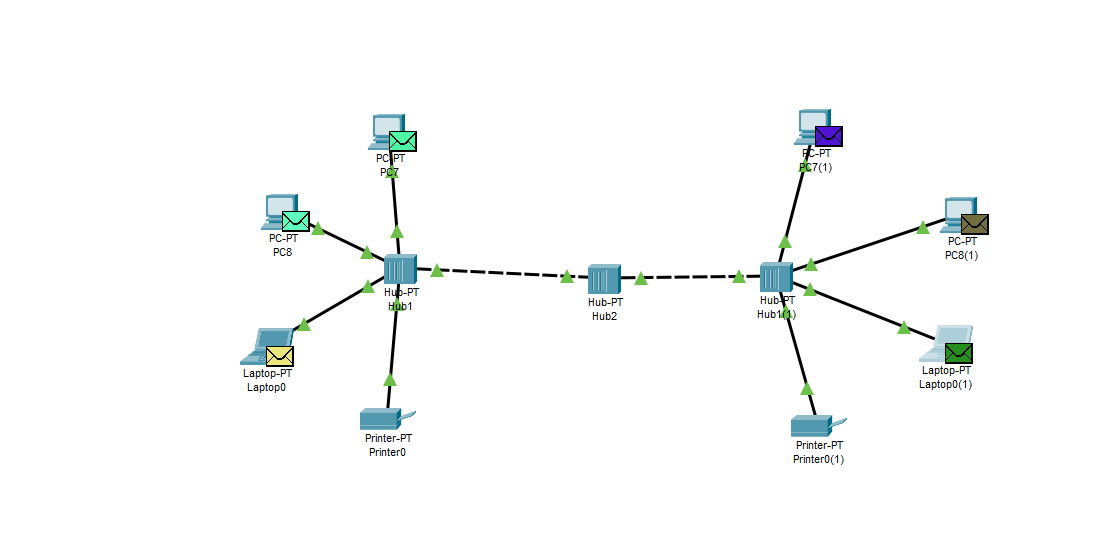 PC-PT
PC7
PC-PT
PC8
Hub-PT
Hub1
Laptop-PT
Laptop0
Printer-PT
Printer0
Hub-PT
Hub2
PC-PT
PC7(1)
PC-PT
PC8(1)
Hub-PT
Hub1(1)
Laptop-PT
Laptop0(1)
Printer-PT
Printer0(1)